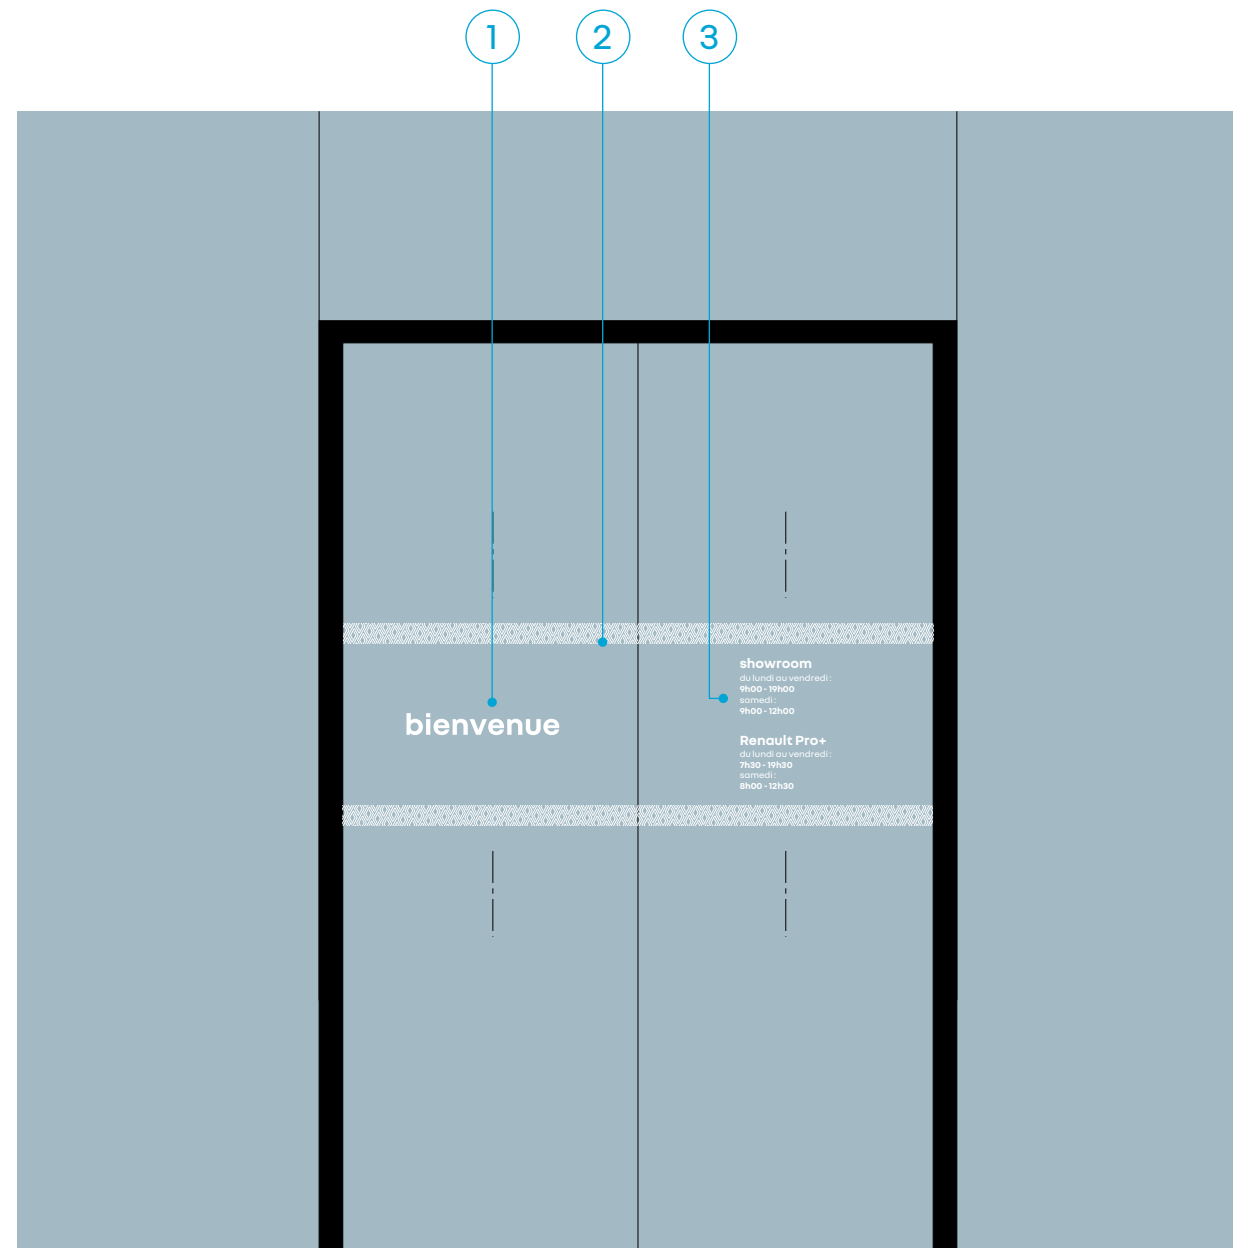 1 2 3
bienvenue
showroom
du lundi au vendredi :
9h00 - 19h00
samedi :
9h00 - 12h00
Renault Pro+
du lundi au vendredi :
7h30 - 19h30
samedi :
8h00 - 12h30